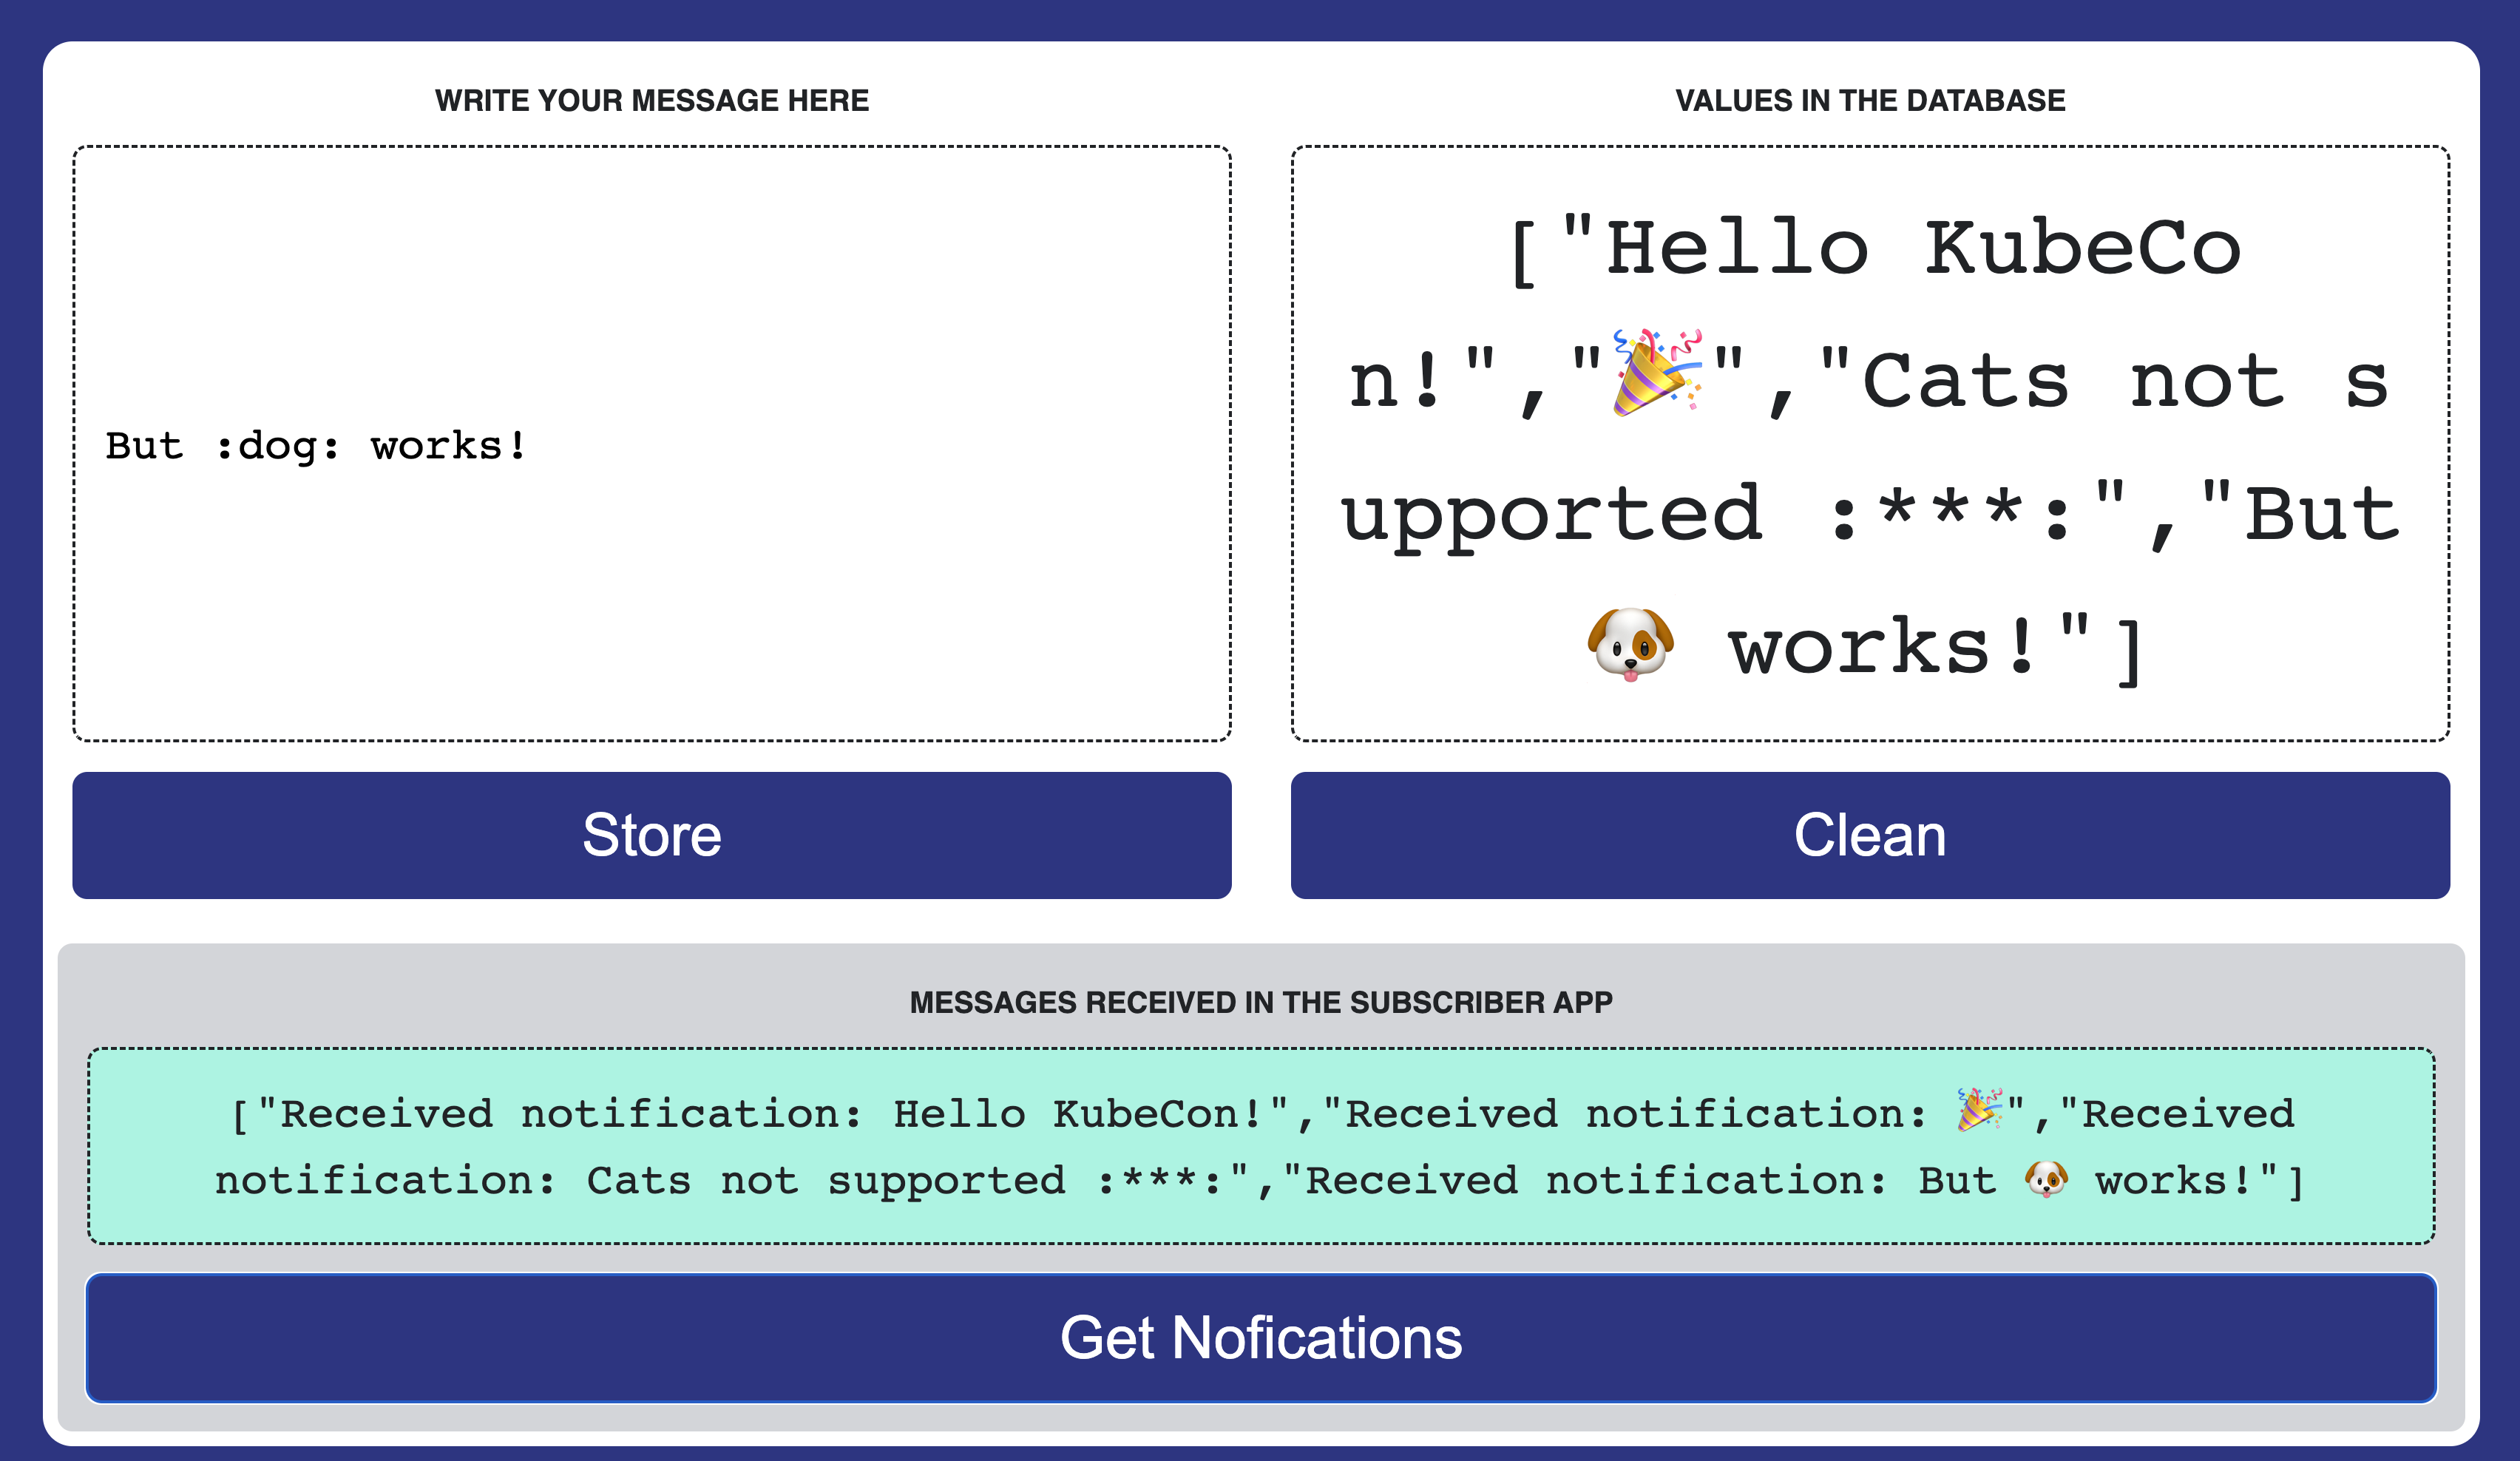 WRITE YOUR MESSAGE HERE
But :dog: works!
Store
VALUES IN THE DATABASE
["Hello KubeCo
n!","🎉","Cats not s
upported :***:","But
🐶 works!"]
Clean
MESSAGES RECEIVED IN THE SUBSCRIBER APP
["Received notification: Hello KubeCon!","Received notification: 🎉","Received
notification: Cats not supported :***:","Received notification: But 🐶 works!"]
Get Nofications